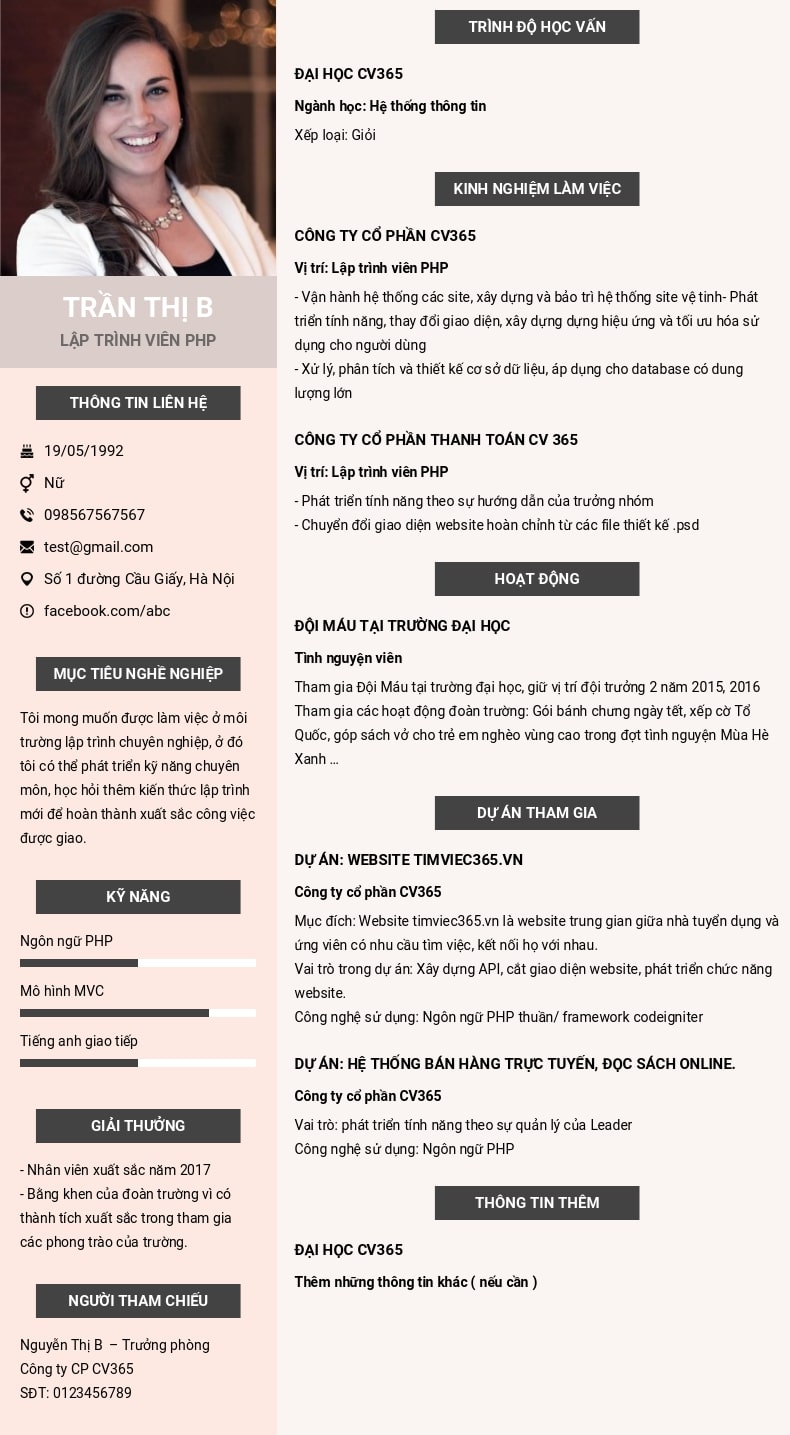 TRẦN THỊ B
LẬP TRÌNH VIÊN PHP
THÔNG TIN LIÊN HỆ
19/05/1992
Nữ
098567567567
test@gmail.com
Số 1 đường Cầu Giấy, Hà Nội
facebook.com/abc
MỤC TIÊU NGHỀ NGHIỆP
Tôi mong muốn được làm việc ở môi
trường lập trình chuyên nghiệp, ở đó
tôi có thể phát triển kỹ năng chuyên
môn, học hỏi thêm kiến thức lập trình
mới để hoàn thành xuất sắc công việc
được giao.
KỸ NĂNG
Ngôn ngữ PHP
Mô hình MVC
Tiếng anh giao tiếp
GIẢI THƯỞNG
- Nhân viên xuất sắc năm 2017
- Bằng khen của đoàn trường vì có
thành tích xuất sắc trong tham gia
các phong trào của trường.
NGƯỜI THAM CHIẾU
Nguyễn Thị B – Trưởng phòng
Công ty CP CV365
SĐT: 0123456789
TRÌNH ĐỘ HỌC VẤN
ĐẠI HỌC CV365
Ngành học: Hệ thống thông tin
Xếp loại: Giỏi
KINH NGHIỆM LÀM VIỆC
CÔNG TY CỔ PHẦN CV365
Vị trí: Lập trình viên PHP
- Vận hành hệ thống các site, xây dựng và bảo trì hệ thống site vệ tinh- Phát
triển tính năng, thay đổi giao diện, xây dựng dựng hiệu ứng và tối ưu hóa sử
dụng cho người dùng
- Xử lý, phân tích và thiết kế cơ sở dữ liệu, áp dụng cho database có dung
lượng lớn
CÔNG TY CỔ PHẦN THANH TOÁN CV 365
Vị trí: Lập trình viên PHP
- Phát triển tính năng theo sự hướng dẫn của trưởng nhóm
- Chuyển đổi giao diện website hoàn chỉnh từ các file thiết kế .psd
HOẠT ĐỘNG
ĐỘI MÁU TẠI TRƯỜNG ĐẠI HỌC
Tình nguyện viên
Tham gia Đội Máu tại trường đại học, giữ vị trí đội trưởng 2 năm 2015, 2016
Tham gia các hoạt động đoàn trường: Gói bánh chưng ngày tết, xếp cờ Tổ
Quốc, góp sách vở cho trẻ em nghèo vùng cao trong đợt tình nguyện Mùa Hè
Xanh …
DỰ ÁN THAM GIA
DỰ ÁN: WEBSITE TIMVIEC365.VN
Công ty cổ phần CV365
Mục đích: Website timviec365.vn là website trung gian giữa nhà tuyển dụng và
ứng viên có nhu cầu tìm việc, kết nối họ với nhau.
Vai trò trong dự án: Xây dựng API, cắt giao diện website, phát triển chức năng
website.
Công nghệ sử dụng: Ngôn ngữ PHP thuần/ framework codeigniter
DỰ ÁN: HỆ THỐNG BÁN HÀNG TRỰC TUYẾN, ĐỌC SÁCH ONLINE.
Công ty cổ phần CV365
Vai trò: phát triển tính năng theo sự quản lý của Leader
Công nghệ sử dụng: Ngôn ngữ PHP
THÔNG TIN THÊM
ĐẠI HỌC CV365
Thêm những thông tin khác ( nếu cần )